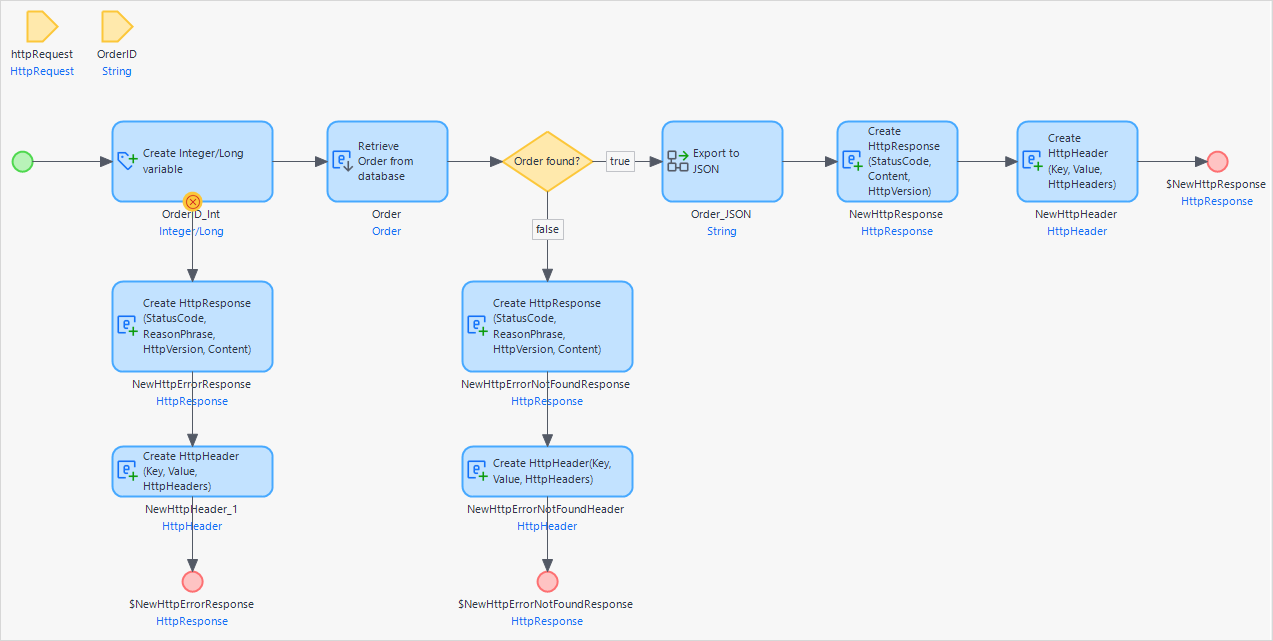 httpRequest
HttpRequest
OrderID
String
Create Integer/Long
variable
OrderID_Int
Integer/Long
Retrieve
Order from
database
Order
Order
Order found?
true
false
Export to
JSON
Order_JSON
String
Create
HttpResponse
(StatusCode,
Content,
HttpVersion)
NewHttpResponse
HttpResponse
Create
HttpHeader
(Key, Value,
HttpHeaders)
NewHttpHeader
HttpHeader
$NewHttpResponse
HttpResponse
Create HttpResponse
(StatusCode,
ReasonPhrase,
HttpVersion, Content)
NewHttpErrorResponse
HttpResponse
Create HttpResponse
(StatusCode,
ReasonPhrase,
HttpVersion, Content)
NewHttpErrorNotFoundResponse
HttpResponse
Create HttpHeader
(Key, Value,
HttpHeaders)
NewHttpHeader_1
HttpHeader
Create HttpHeader(Key,
Value, HttpHeaders)
NewHttpErrorNotFoundHeader
HttpHeader
$NewHttpErrorResponse
HttpResponse
$NewHttpErrorNotFoundResponse
HttpResponse